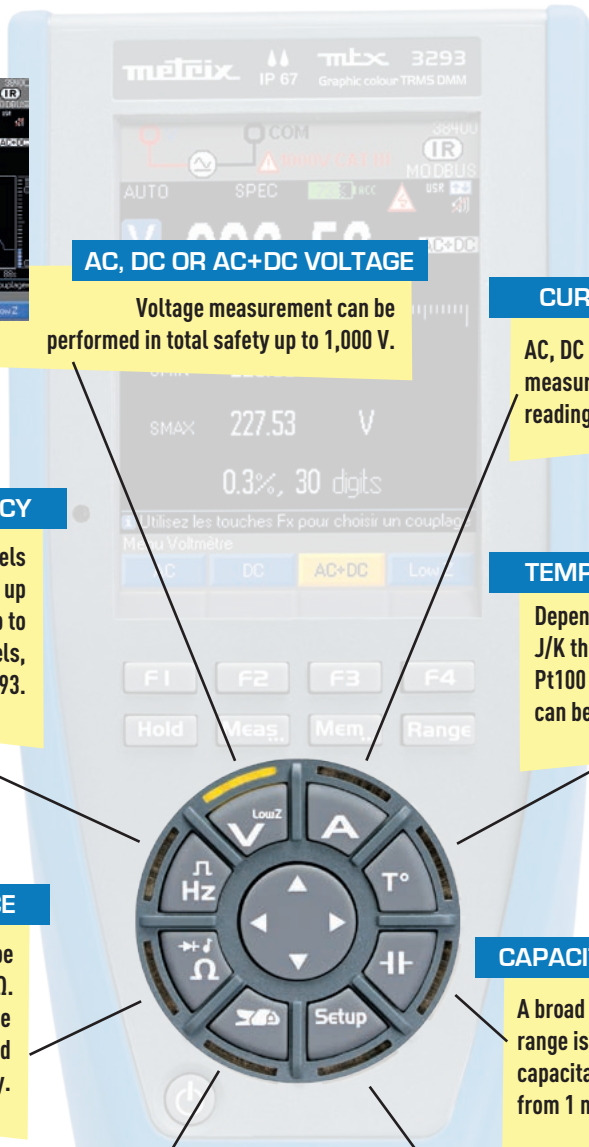 metrix IP 67 mtx 3293
Graphic colour TRMS DMM
COM
38400
IR
MODBUS
AUTO SPEC USR
AC+DC
AC, DC OR AC+DC VOLTAGE
Voltage measurement can be
performed in total safety up to 1,000 V.
CUR
AC, DC
measur
reading
SMAX 227.53 V
0.3%, 30 digits
Utilisez les touches Fx pour choisir un couplage
Menu Voltmètre
AC DC AC+DC LowZ
CY
els
up
o to
els,
93.
TEMP
Depen
J/K th
Pt100
can be
F1 F2 F3 F4
Hold Meas... Mem... Range
LowZ
V
A
Hz
T°
Ω
Setup
CE
be
Ω.
e
d
y.
CAPACI
A broad
range is
capacita
from 1 n